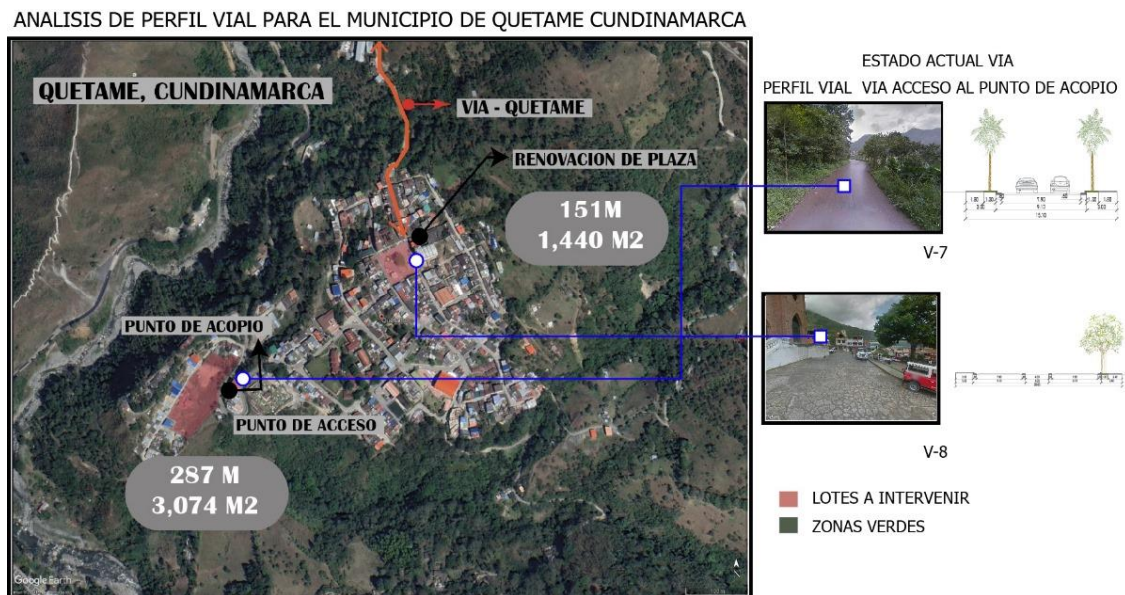 ANALISIS DE PERFIL VIAL PARA EL MUNICIPIO DE QUETAME CUNDINAMARCA
QUETAME, CUNDINAMARCA
VIA - QUETAME
RENOVACION DE PLAZA
151M
1,440 M2
PUNTO DE ACOPIO
PUNTO DE ACCESO
287 M
3,074 M2
Google Earth
ESTADO ACTUAL VIA
PERFIL VIAL VIA ACCESO AL PUNTO DE ACOPIO
V-7
V-8
LOTES A INTERVENIR
ZONAS VERDES